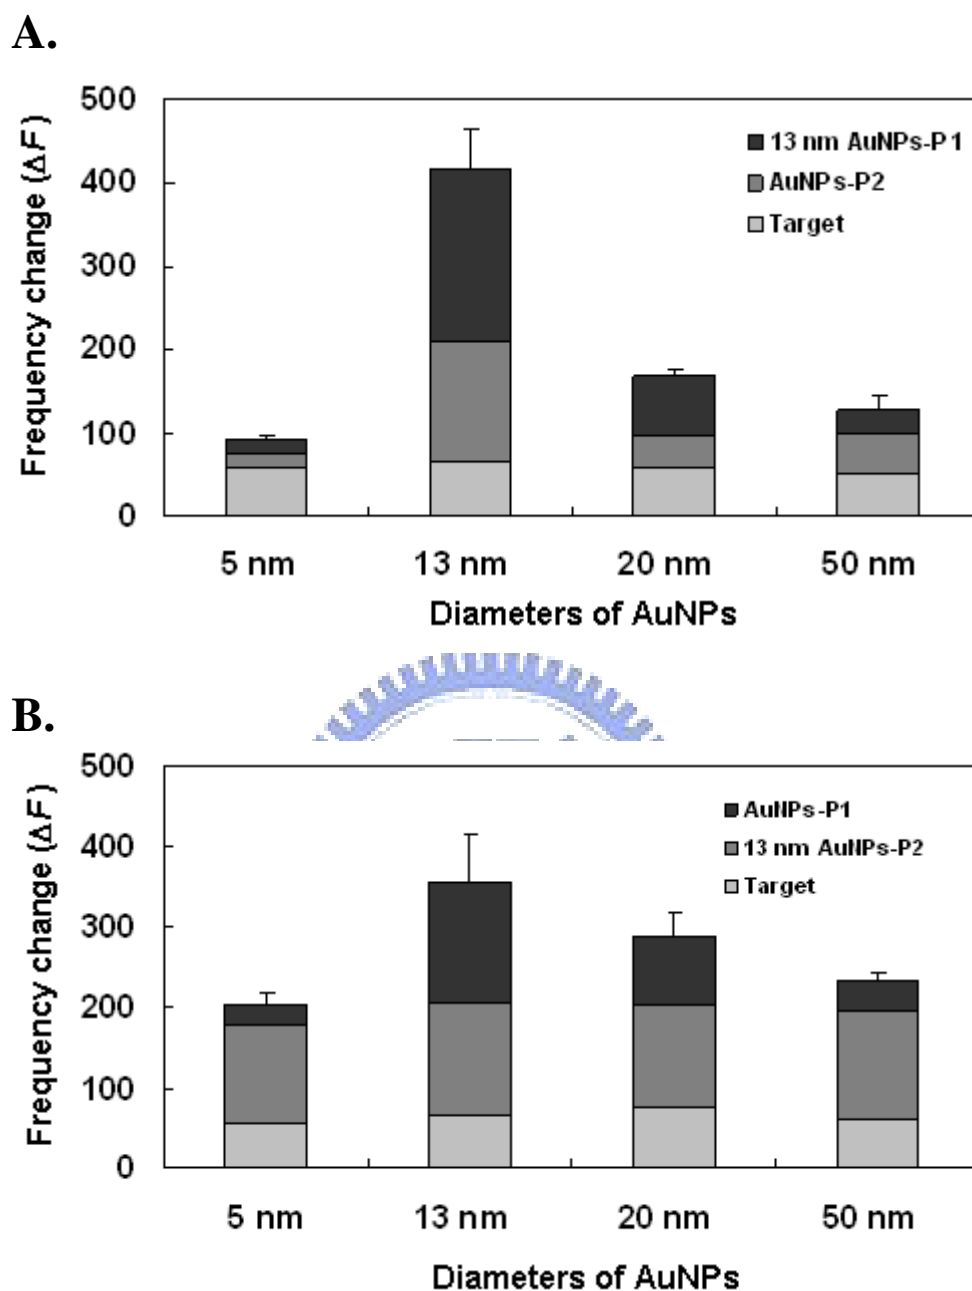 A.
Frequency change (ΔF)
500
400
300
200
100
0
13 nm AuNPs-P1
AuNPs-P2
Target
5 nm 13 nm 20 nm 50 nm
Diameters of AuNPs
B.
Frequency change (ΔF)
500
400
300
200
100
0
AuNPs-P1
13 nm AuNPs-P2
Target
5 nm 13 nm 20 nm 50 nm
Diameters of AuNPs